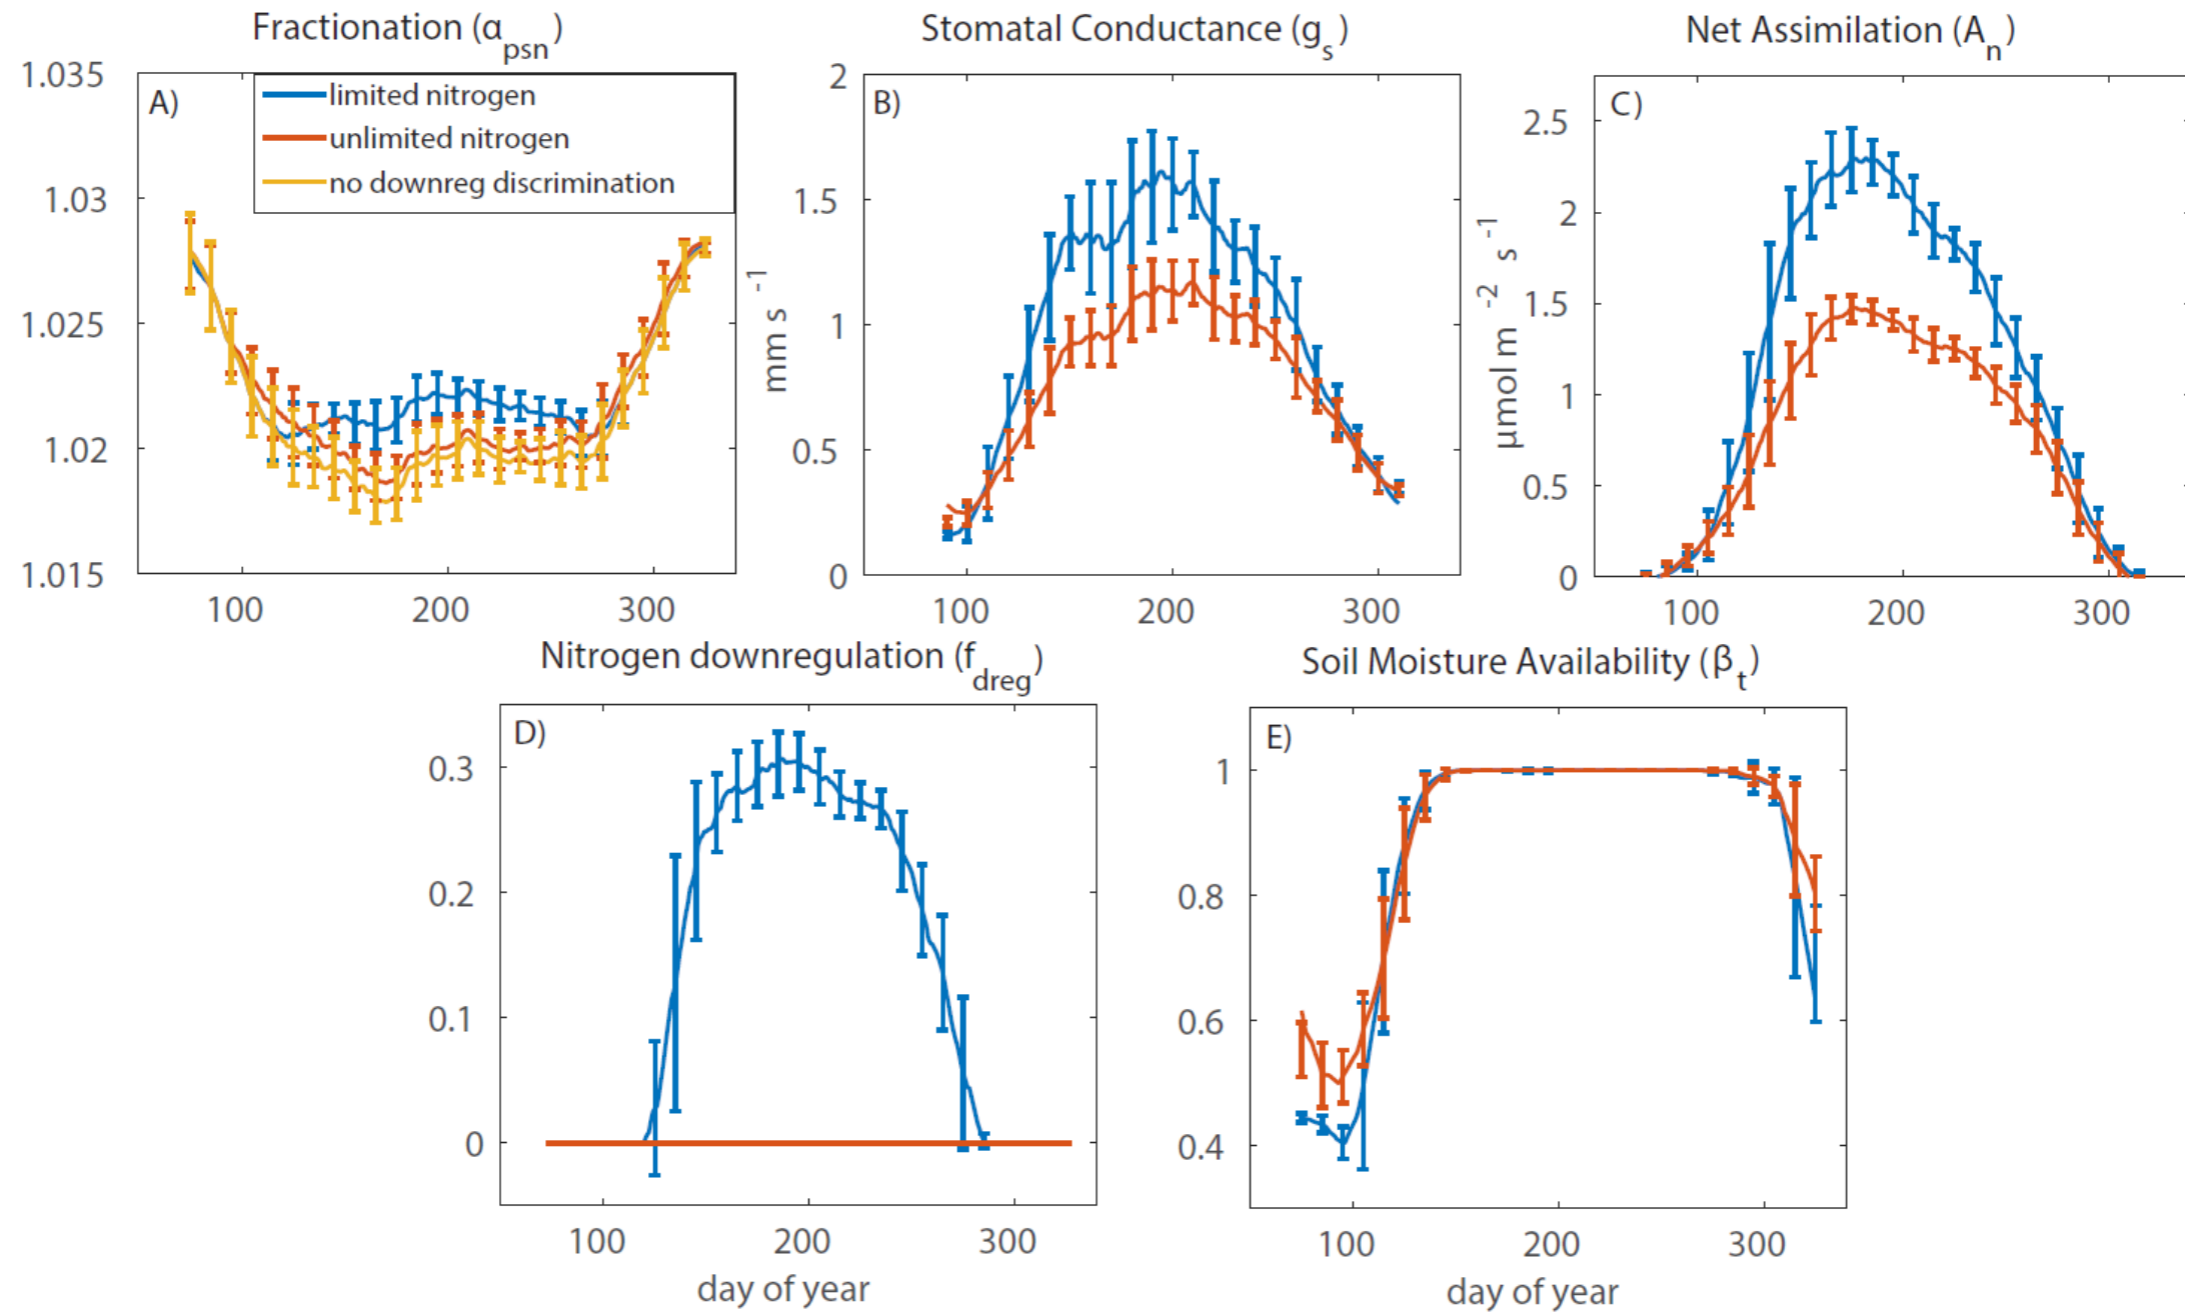 Fractionation (α psn)
1.035
1.03
1.025
1.02
1.015
A)
limited nitrogen
unlimited nitrogen
no downreg discrimination
100 200 300
Stomatal Conductance (g s)
mm s -1
2
1.5
1
0.5
0
B)
100 200 300
Net Assimilation (A n)
μmol m -2 s -1
2.5
2
1.5
1
0.5
0
C)
100 200 300
Nitrogen downregulation (f dreg)
0.3
0.2
0.1
0
D)
100 200 300
day of year
Soil Moisture Availability (β t)
1
0.8
0.6
0.4
E)
100 200 300
day of year